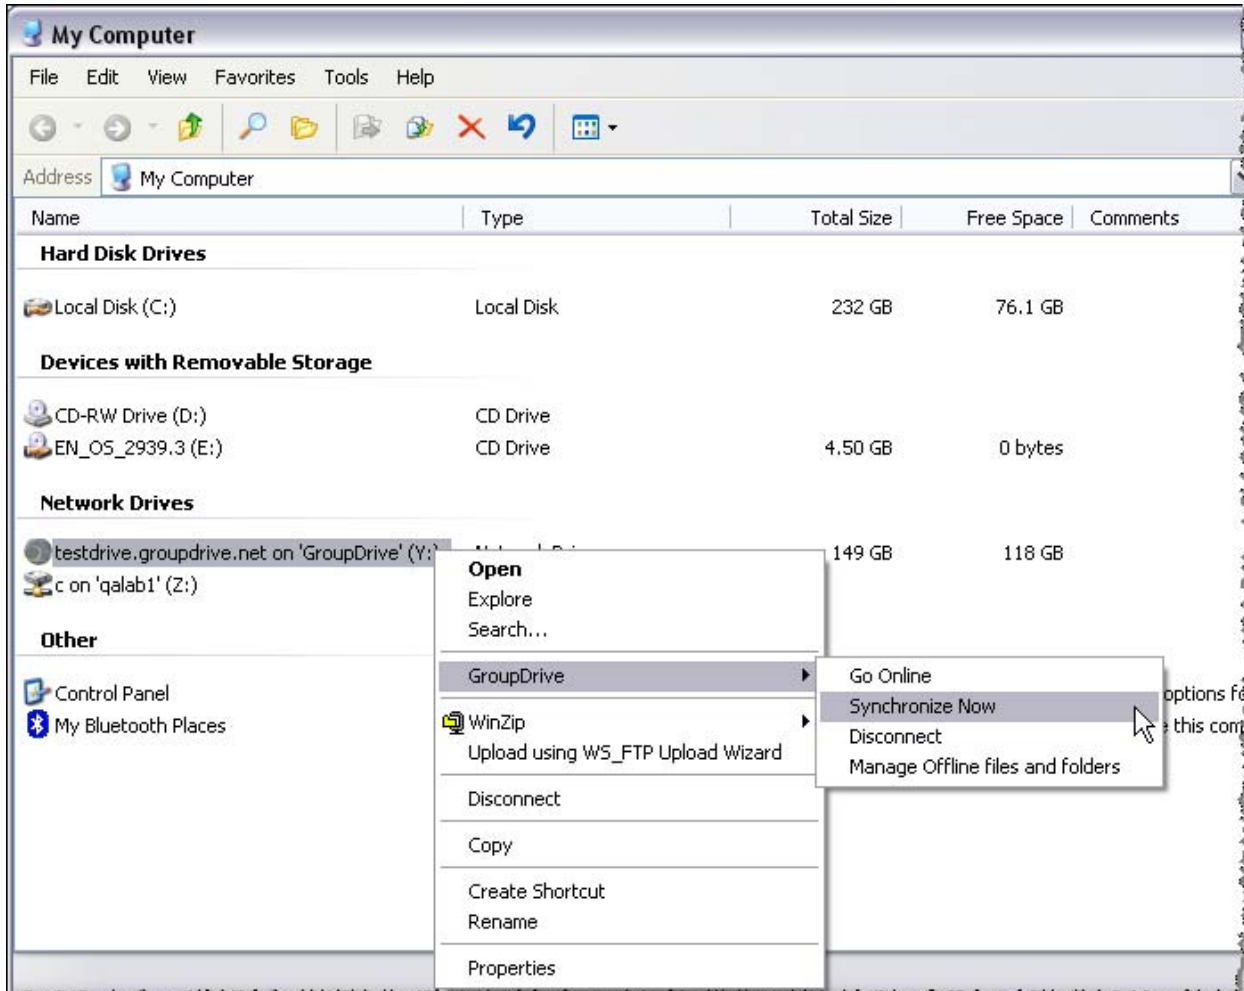 My Computer
File Edit View Favorites Tools Help
Address My Computer
Name Type Total Size Free Space Comments
Hard Disk Drives
Local Disk (C:) Local Disk 232 GB 76.1 GB
Devices with Removable Storage
CD-RW Drive (D:) CD Drive
EN_OS_2939.3 (E:) CD Drive 4.50 GB 0 bytes
Network Drives
testdrive.groupdrive.net on 'GroupDrive' (Y:) 149 GB 118 GB
c on 'qalab1' (Z:)
Other
Control Panel
My Bluetooth Places
Open
Explore
Search...
GroupDrive
WinZip
Upload using WS_FTP Upload Wizard
Disconnect
Copy
Create Shortcut
Rename
Properties
Go Online
Synchronize Now
Disconnect
Manage Offline files and folders
options
this